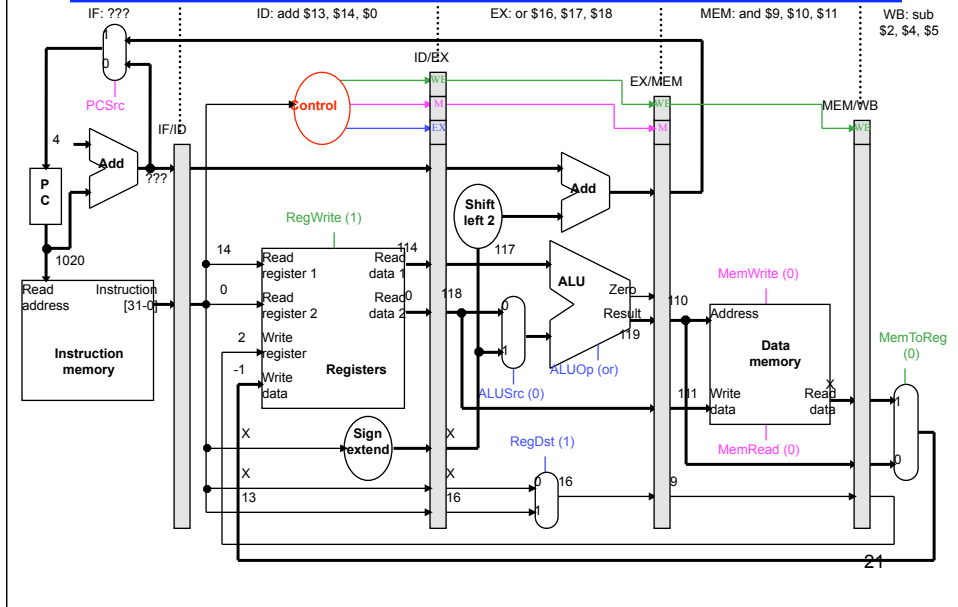 IF: ???
ID: add $13, $14, $0
EX: or $16, $17, $18
MEM: and $9, $10, $11
WB: sub
$2, $4, $5
1
0
PCSrc
4
Add
P
C
???
1020
IF/ID
Control
ID/EX
WB
M
EX
EX/MEM
WB
M
MEM/WB
WB
Add
Shift
left 2
RegWrite (1)
14
0
2
-1
Read
register 1
Read
register 2
Write
register
Write
data
Registers
Read
data 1
Read
data 2
114
0
117
118
0
1
ALU
Zero
Result
119
ALUSrc (0)
ALUOp (or)
110
111
MemWrite (0)
Address
Data
memory
Write
data
Read
data
X
MemRead (0)
MemToReg
(0)
1
0
Read
address
Instruction
[31-0]
Instruction
memory
Sign
extend
X
X
X
X
13
16
RegDst (1)
0
1
16
9
21